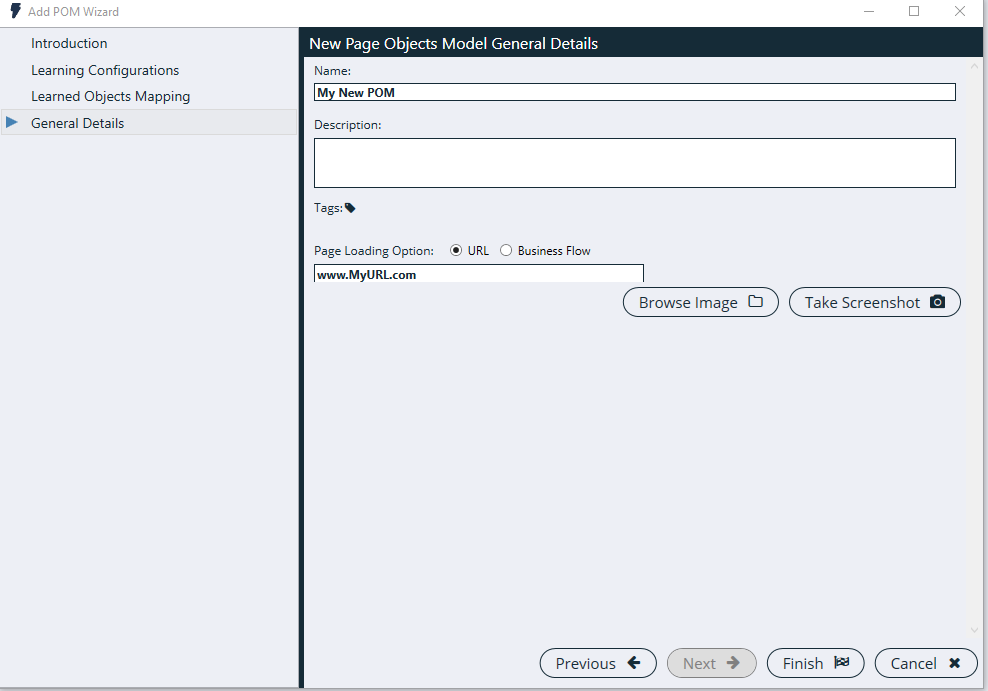 Add POM Wizard
Introduction
Learning Configurations
Learned Objects Mapping
General Details
New Page Objects Model General Details
Name:
My New POM
Description:
Tags:
Page Loading Option: URL Business Flow
www.MyURL.com
Browse Image Take Screenshot
Previous Next Finish Cancel